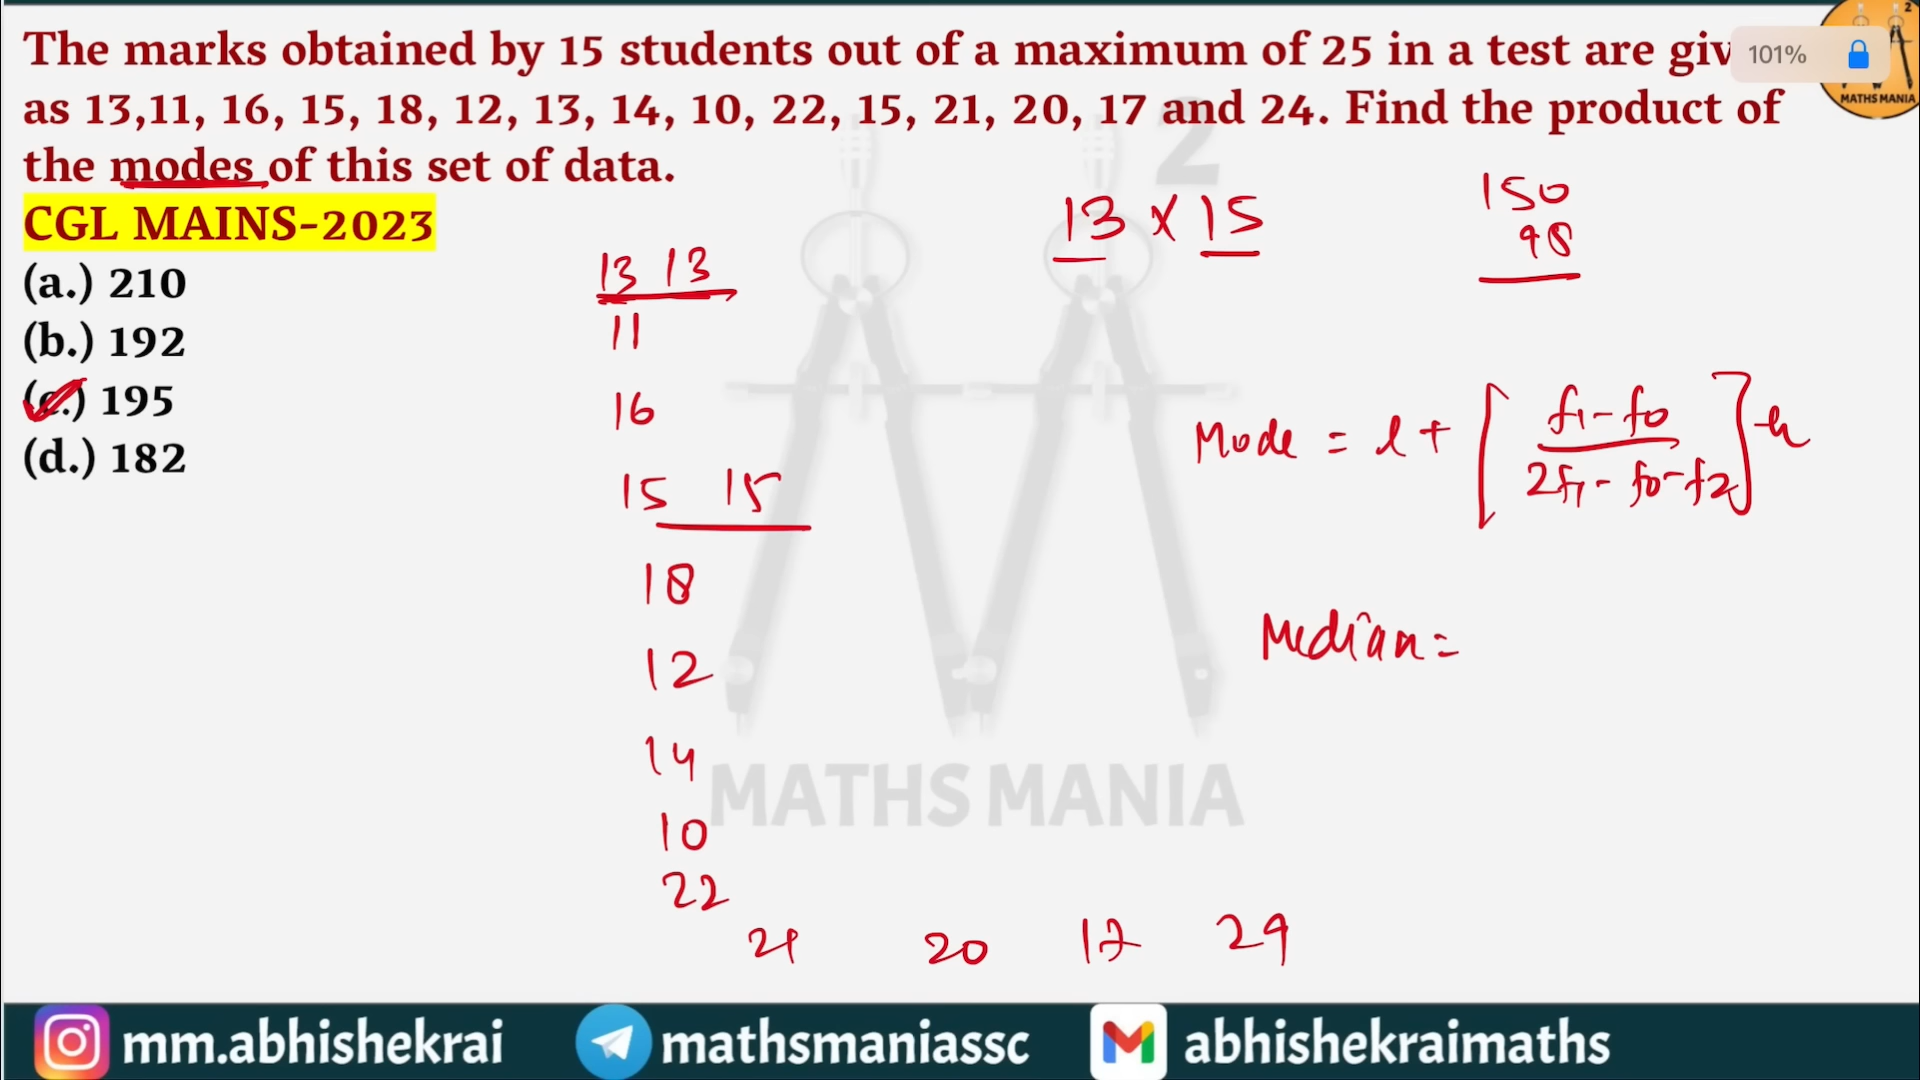 The marks obtained by 15 students out of a maximum of 25 in a test are giv
as 13,11, 16, 15, 18, 12, 13, 14, 10, 22, 15, 21, 20, 17 and 24. Find the product of
the modes of this set of data.
CGL MAINS-2023
(a.) 210
(b.) 192
(c.) 195
(d.) 182
101%
MATHS MANIA
2
13 × 15
150
13 13
11
16
15 15
18
12
14
10
22
21 20 17 24
Mode = l + [ f1 - f0 / 2f1 - f0 - f2 ] h
Median =
MATHS MANIA
mm.abhishekrai
mathsmaniassc
abhishekraimaths